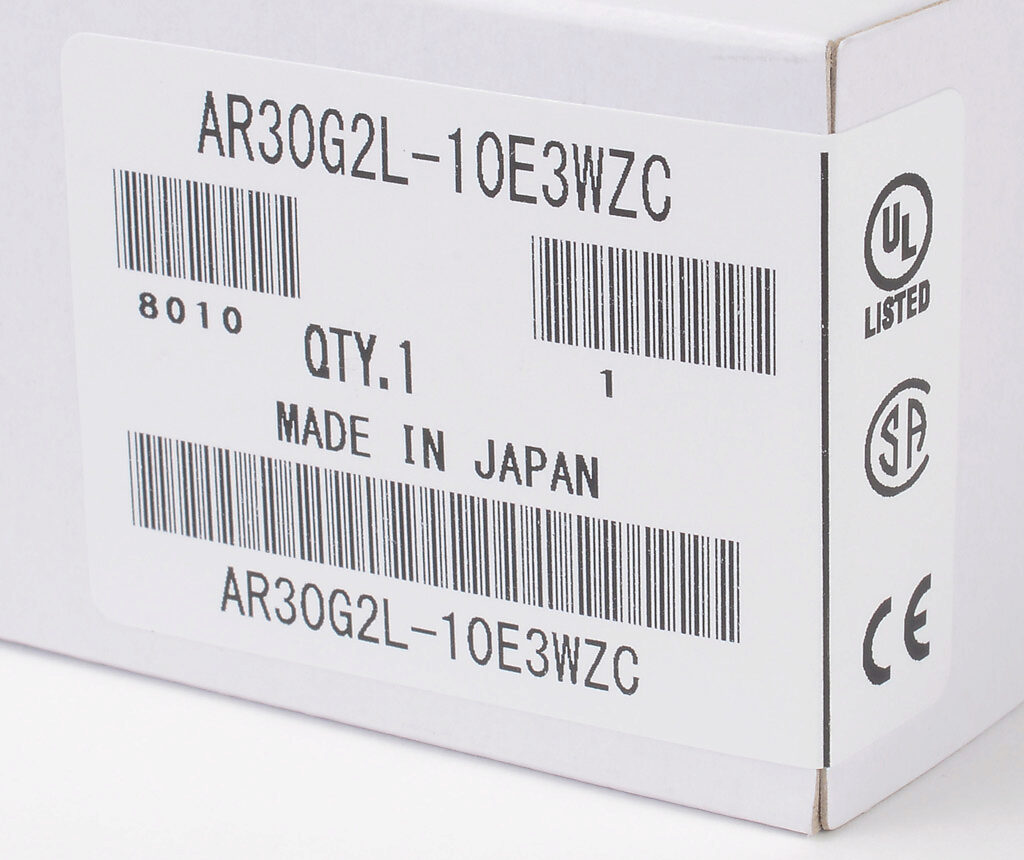 AR30G2L-10E3WZC
8010
QTY.1
1
MADE IN JAPAN
AR30G2L-10E3WZC
UL
LISTED
SA
CE